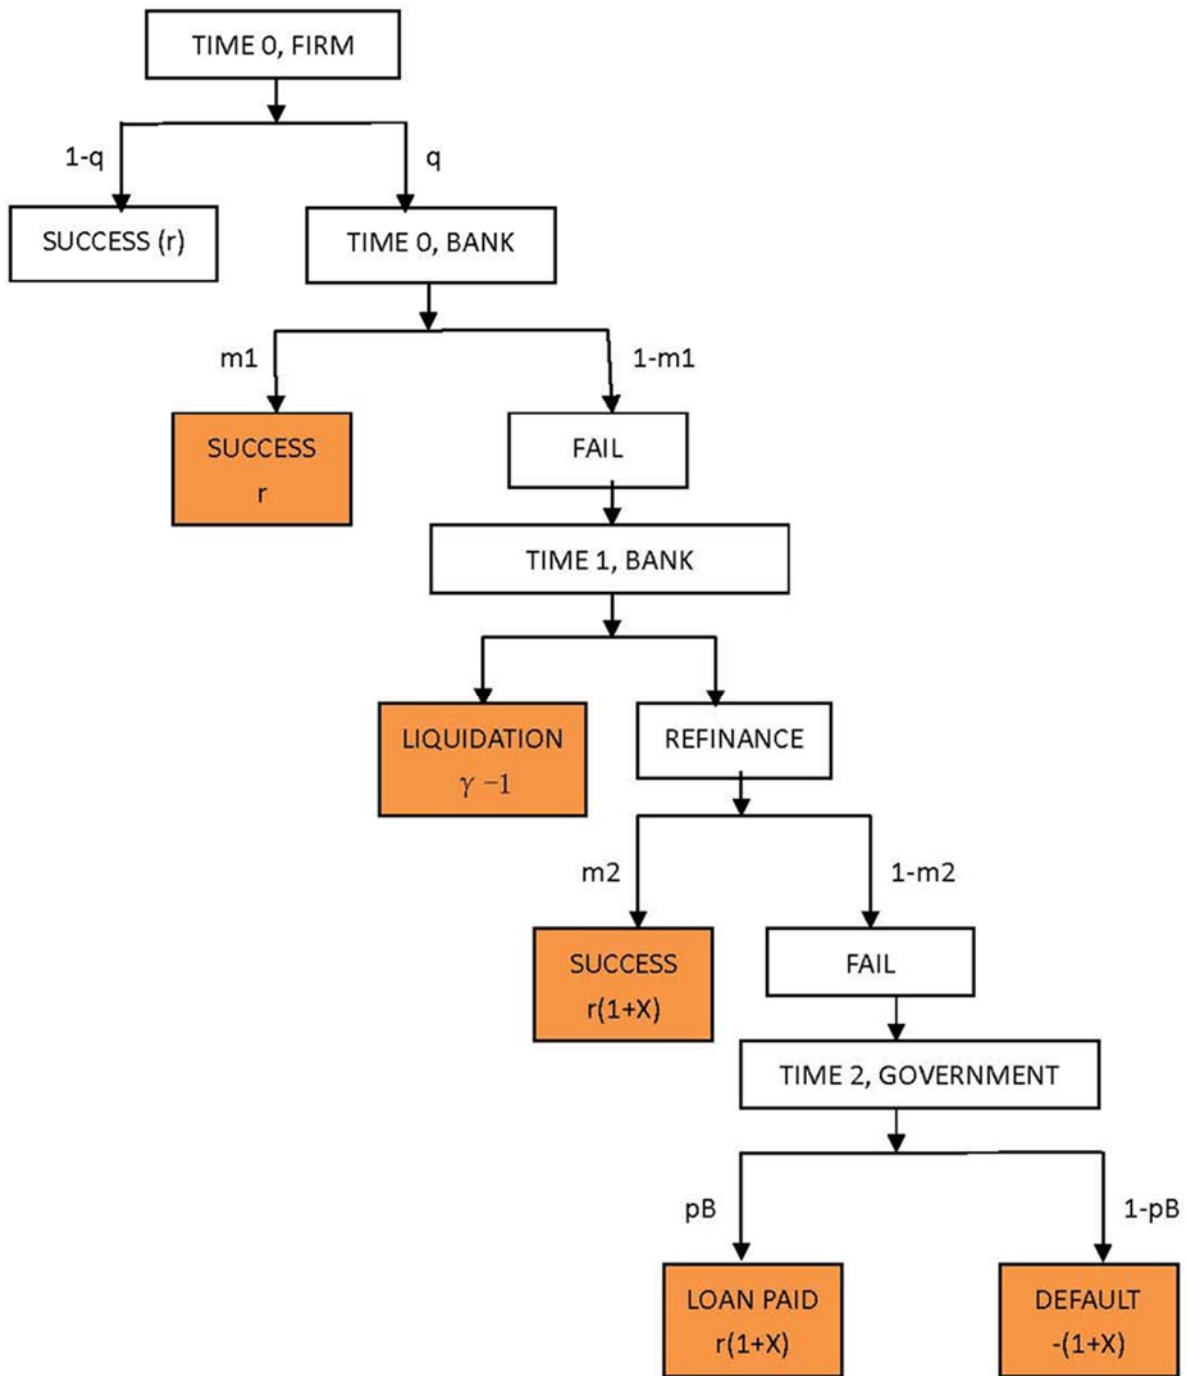 TIME 0, FIRM
1-q
q
SUCCESS (r)
TIME 0, BANK
m1
1-m1
SUCCESS
r
FAIL
TIME 1, BANK
LIQUIDATION
γ -1
REFINANCE
m2
1-m2
SUCCESS
r(1+X)
FAIL
TIME 2, GOVERNMENT
pB
1-pB
LOAN PAID
r(1+X)
DEFAULT
-(1+X)